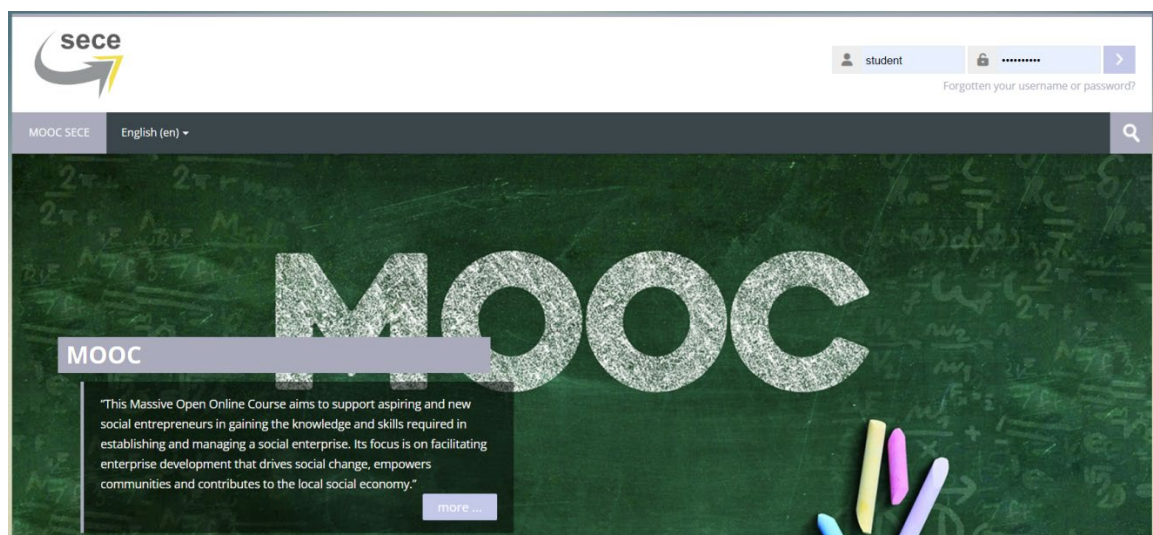 sece
student
••••••••••
Forgotten your username or password?
MOOC SECE
English (en)
MOOC
MOOC
"This Massive Open Online Course aims to support aspiring and new
social entrepreneurs in gaining the knowledge and skills required in
establishing and managing a social enterprise. Its focus is on facilitating
enterprise development that drives social change, empowers
communities and contributes to the local social economy."
more ...